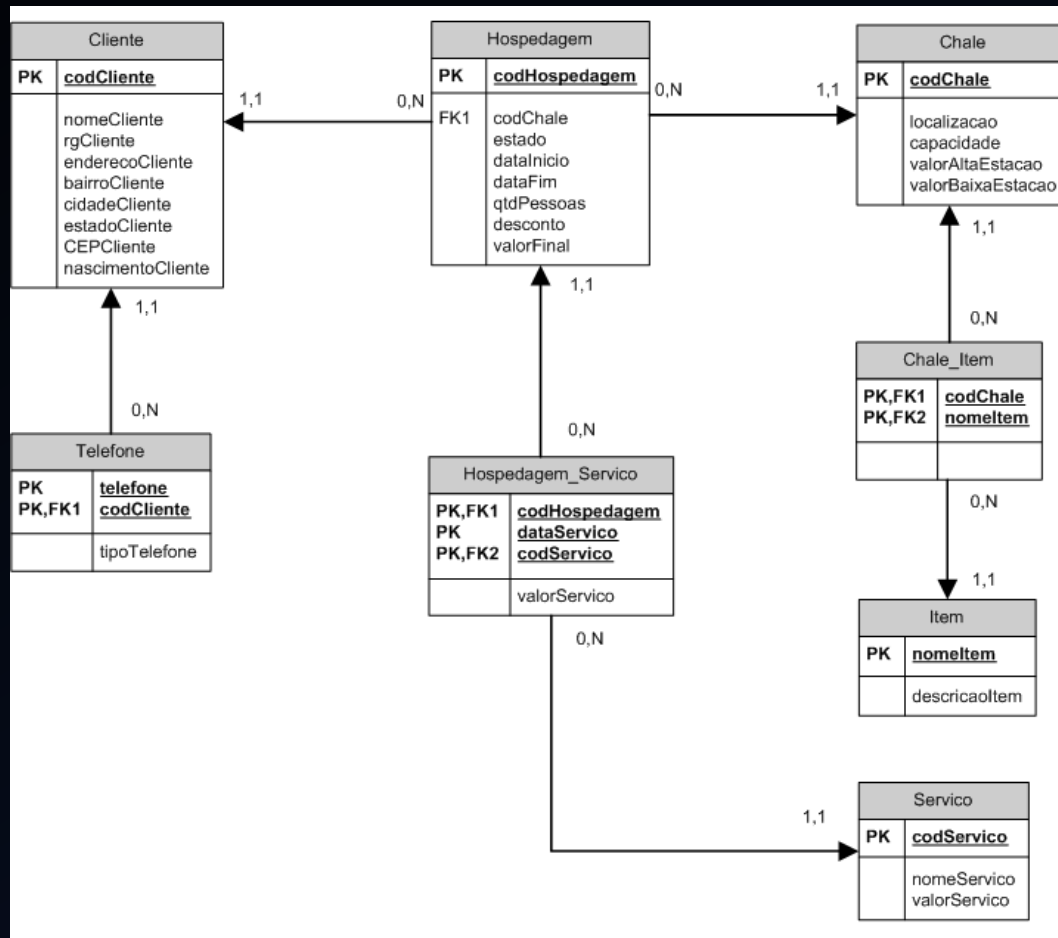 Cliente
PK codCliente
nomeCliente
rgCliente
enderecoCliente
bairroCliente
cidadeCliente
estadoCliente
CEPCliente
nascimentoCliente
1,1
0,N
Hospedagem
PK codHospedagem
FK1 codChale
estado
dataInicio
dataFim
qtdPessoas
desconto
valorFinal
0,N
1,1
Chale
PK codChale
localizacao
capacidade
valorAltaEstacao
valorBaixaEstacao
1,1
0,N
Telefone
PK telefone
PK,FK1 codCliente
tipoTelefone
1,1
0,N
Hospedagem_Servico
PK,FK1 codHospedagem
PK dataServico
PK,FK2 codServico
valorServico
0,N
1,1
1,1
0,N
Chale_Item
PK,FK1 codChale
PK,FK2 nomeItem
0,N
1,1
Item
PK nomeItem
descricaoItem
Servico
PK codServico
nomeServico
valorServico